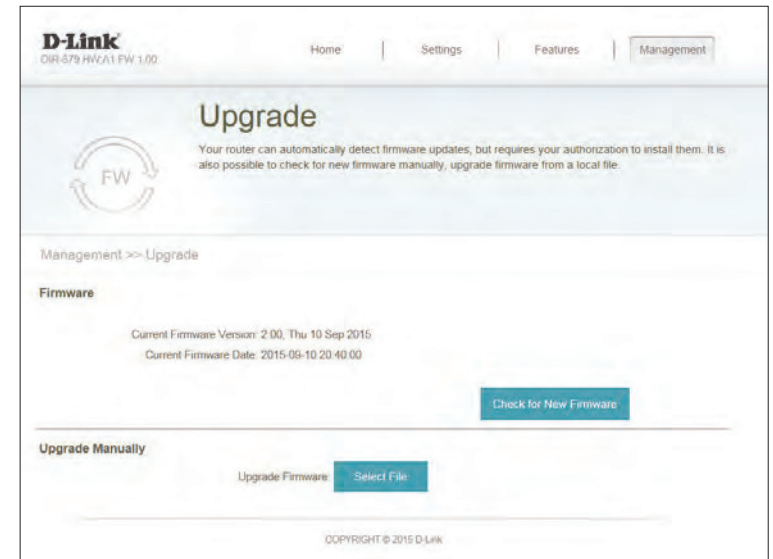 D-Link
DIR-879 HW:A1 FW:1.00
Home | Settings | Features | Management
Upgrade
Your router can automatically detect firmware updates, but requires your authorization to install them. It is
also possible to check for new firmware manually, upgrade firmware from a local file.
FW
Management >> Upgrade
Firmware
Current Firmware Version: 2.00, Thu 10 Sep 2015
Current Firmware Date: 2015-09-10 20:40:00
Check for New Firmware
Upgrade Manually
Upgrade Firmware: Select File
COPYRIGHT © 2015 D-Link